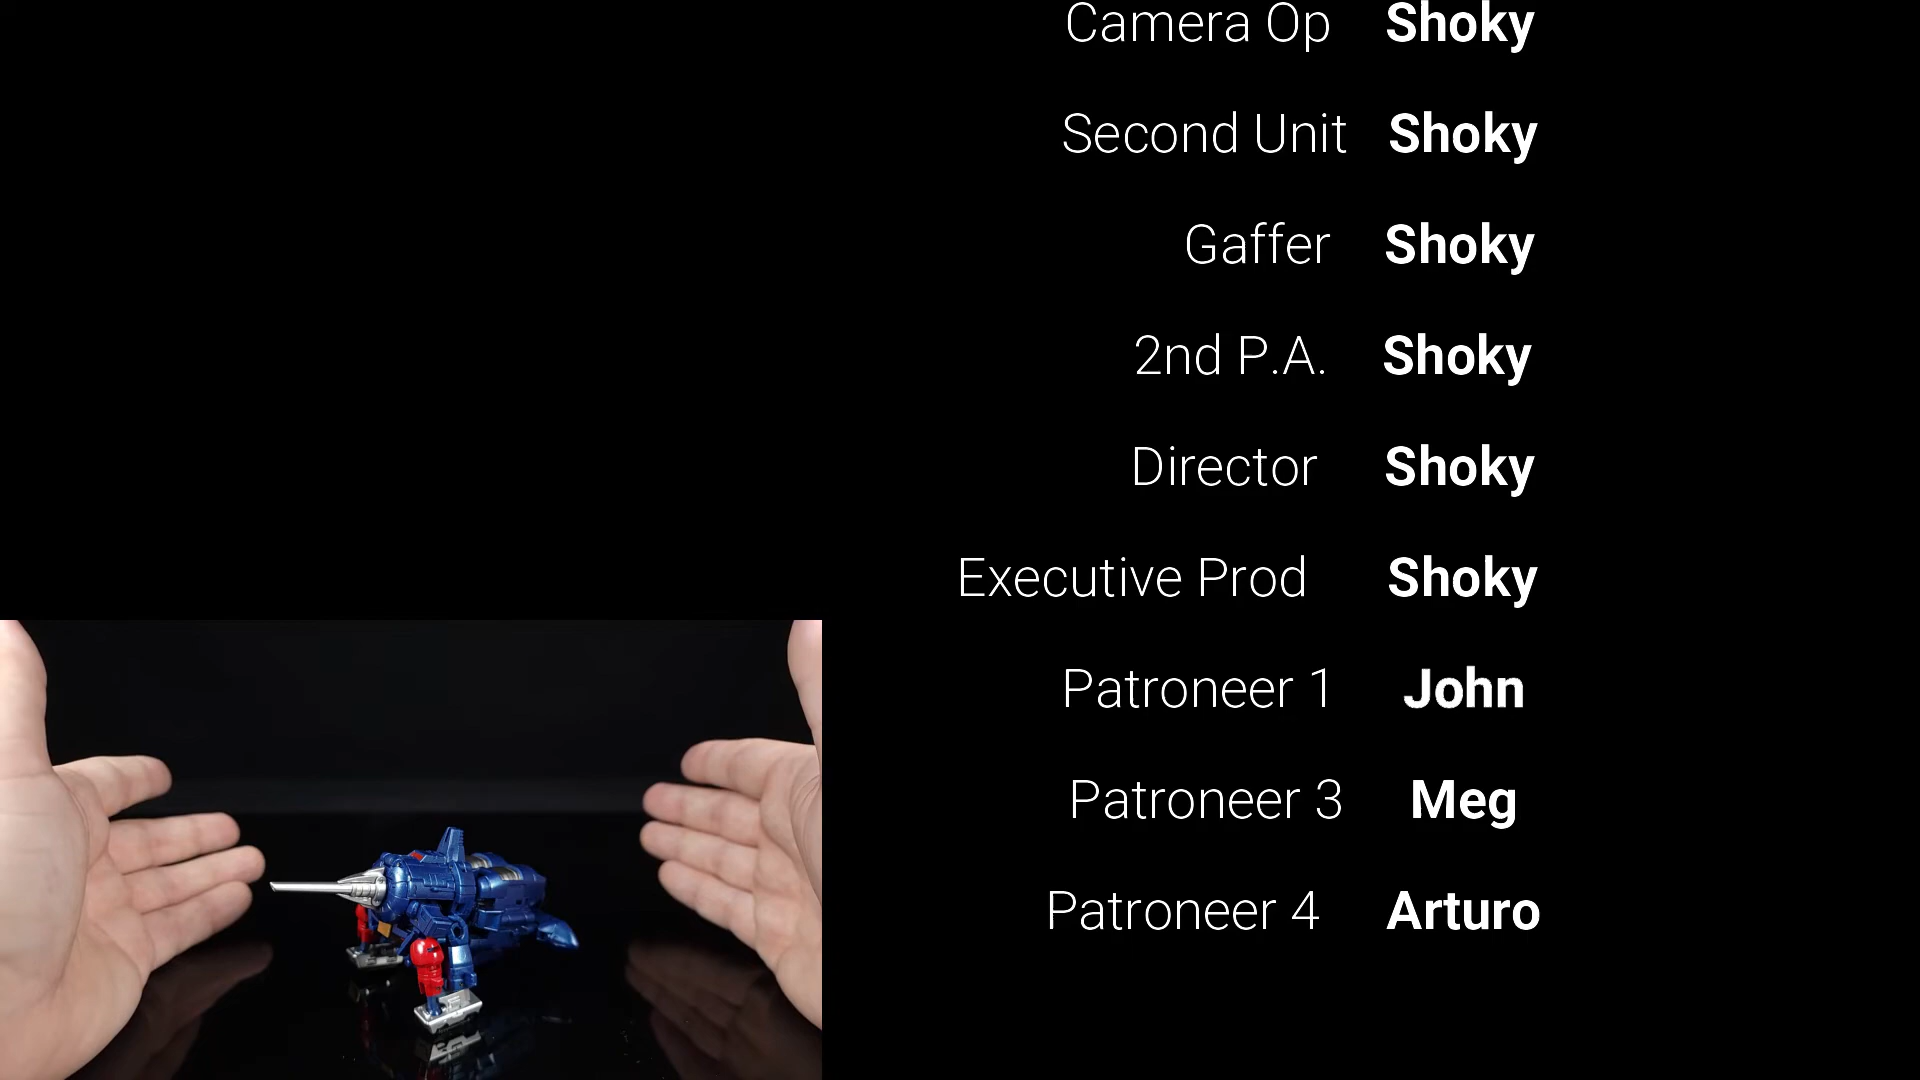 Camera Op Shoky
Second Unit Shoky
Gaffer Shoky
2nd P.A. Shoky
Director Shoky
Executive Prod Shoky
Patroneer 1 John
Patroneer 3 Meg
Patroneer 4 Arturo